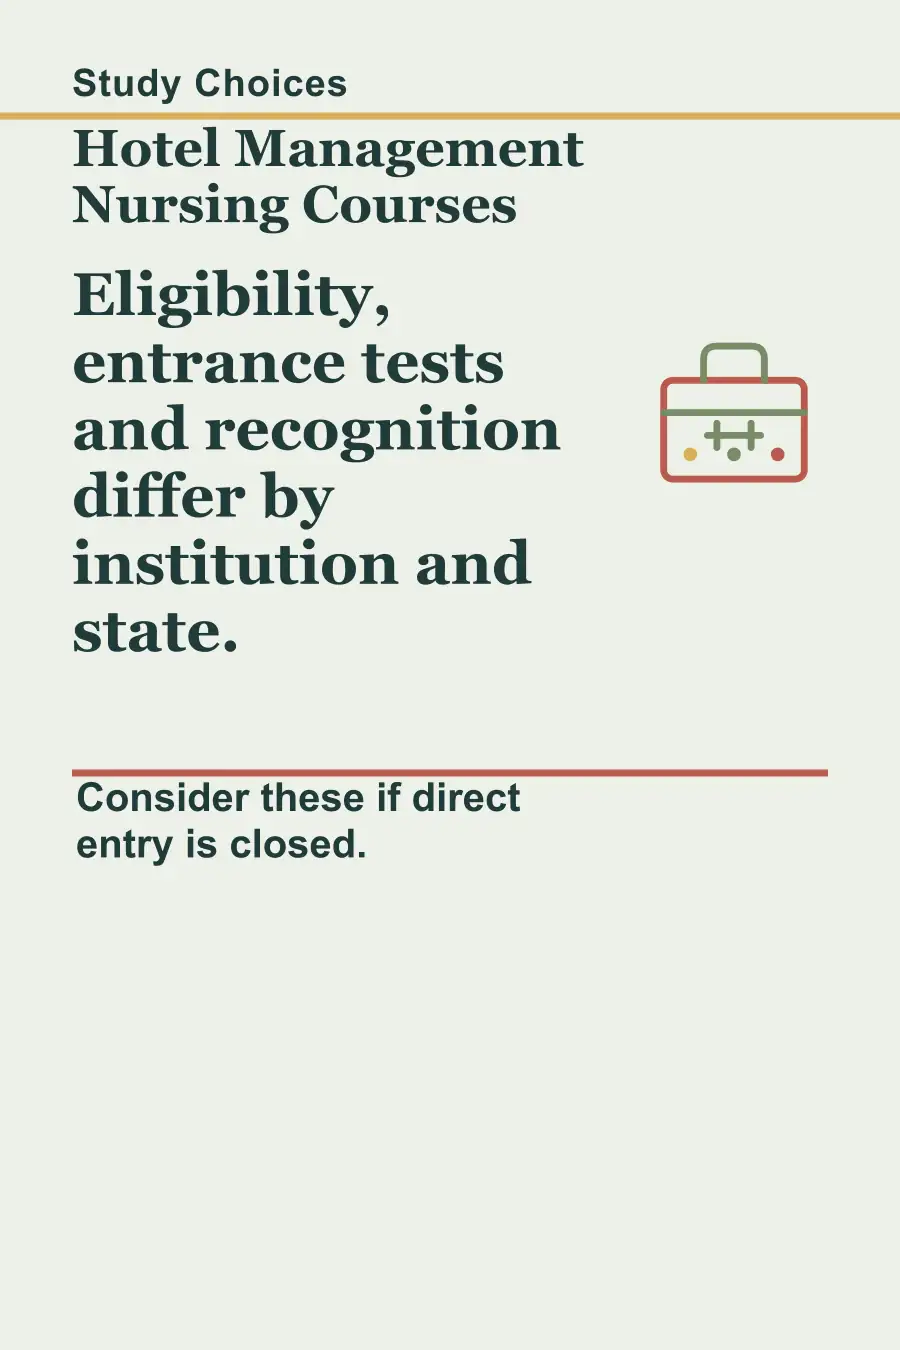 Study Choices
Hotel Management
Nursing Courses
Eligibility,
entrance tests
and recognition
differ by
institution and
state.
Consider these if direct
entry is closed.